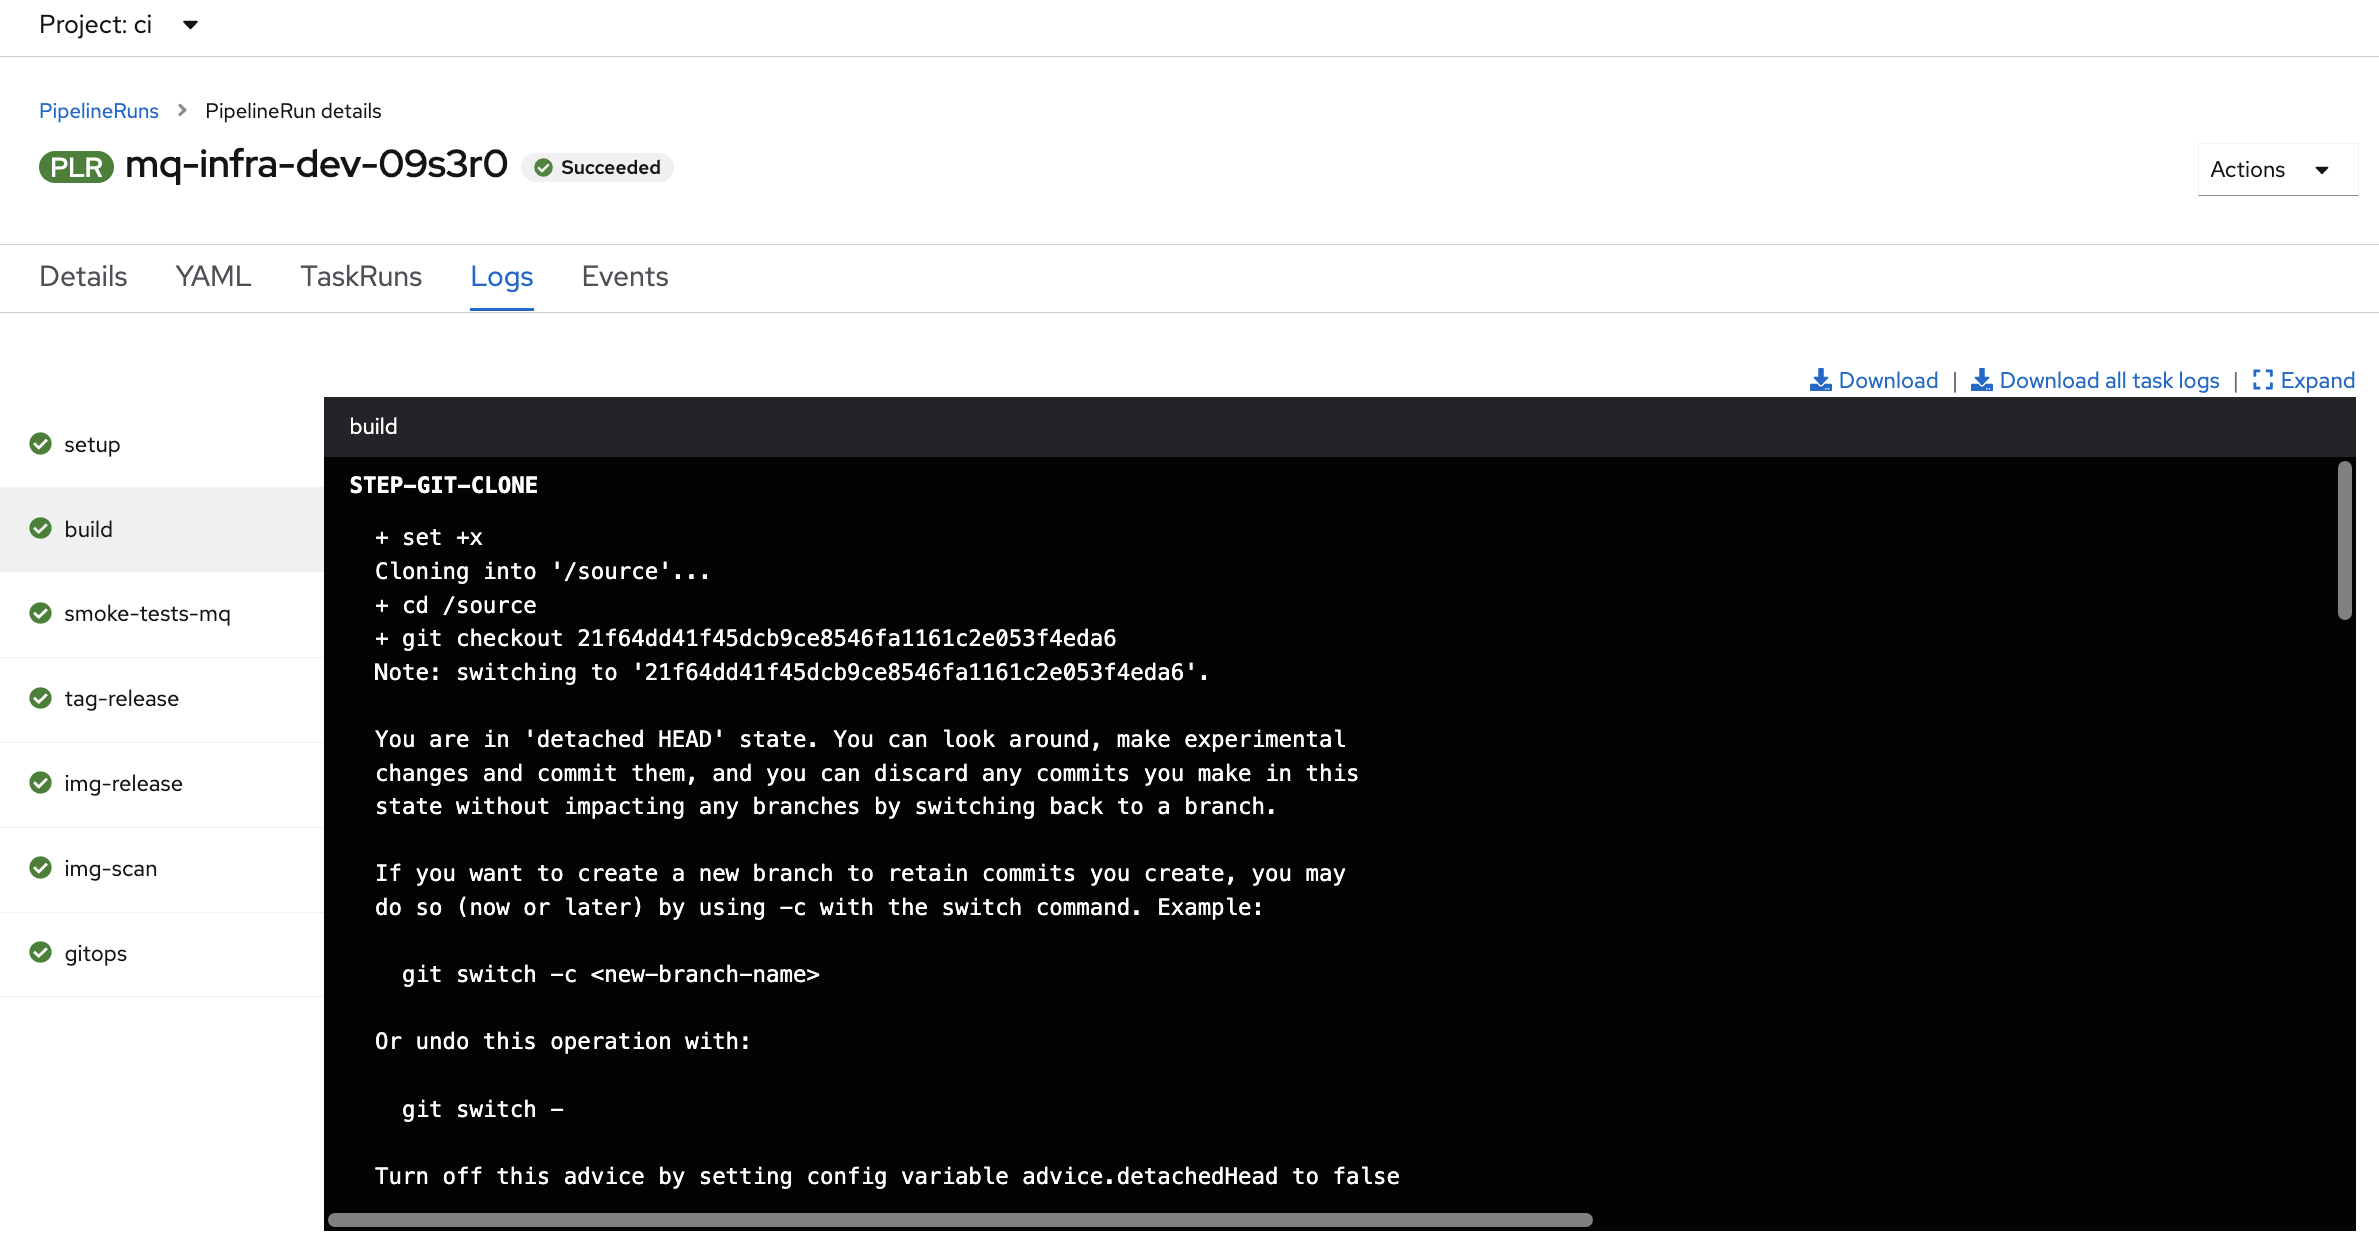 Project: ci
PipelineRuns > PipelineRun details
PLR mq-infra-dev-09s3r0 Succeeded
Actions
Details YAML TaskRuns Logs Events
Download | Download all task logs | Expand
setup
build
smoke-tests-mq
tag-release
img-release
img-scan
gitops
build
STEP-GIT-CLONE
+ set +x
Cloning into '/source'...
+ cd /source
+ git checkout 21f64dd41f45dcb9ce8546fa1161c2e053f4eda6
Note: switching to '21f64dd41f45dcb9ce8546fa1161c2e053f4eda6'.
You are in 'detached HEAD' state. You can look around, make experimental
changes and commit them, and you can discard any commits you make in this
state without impacting any branches by switching back to a branch.
If you want to create a new branch to retain commits you create, you may
do so (now or later) by using -c with the switch command. Example:
git switch -c <new-branch-name>
Or undo this operation with:
git switch -
Turn off this advice by setting config variable advice.detachedHead to false